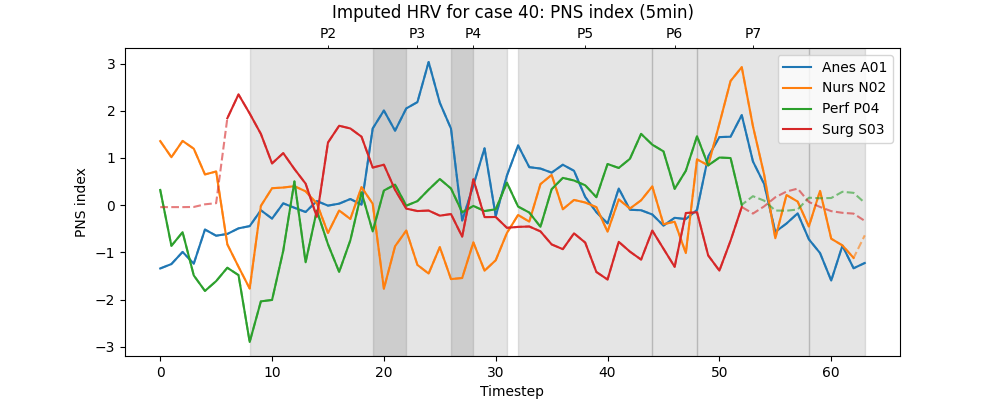 Imputed HRV for case 40: PNS index (5min)
P2 P3 P4 P5 P6 P7
Anes A01
Nurs N02
Perf P04
Surg S03
PNS index
3
2
1
0
−1
−2
−3
0 10 20 30 40 50 60
Timestep